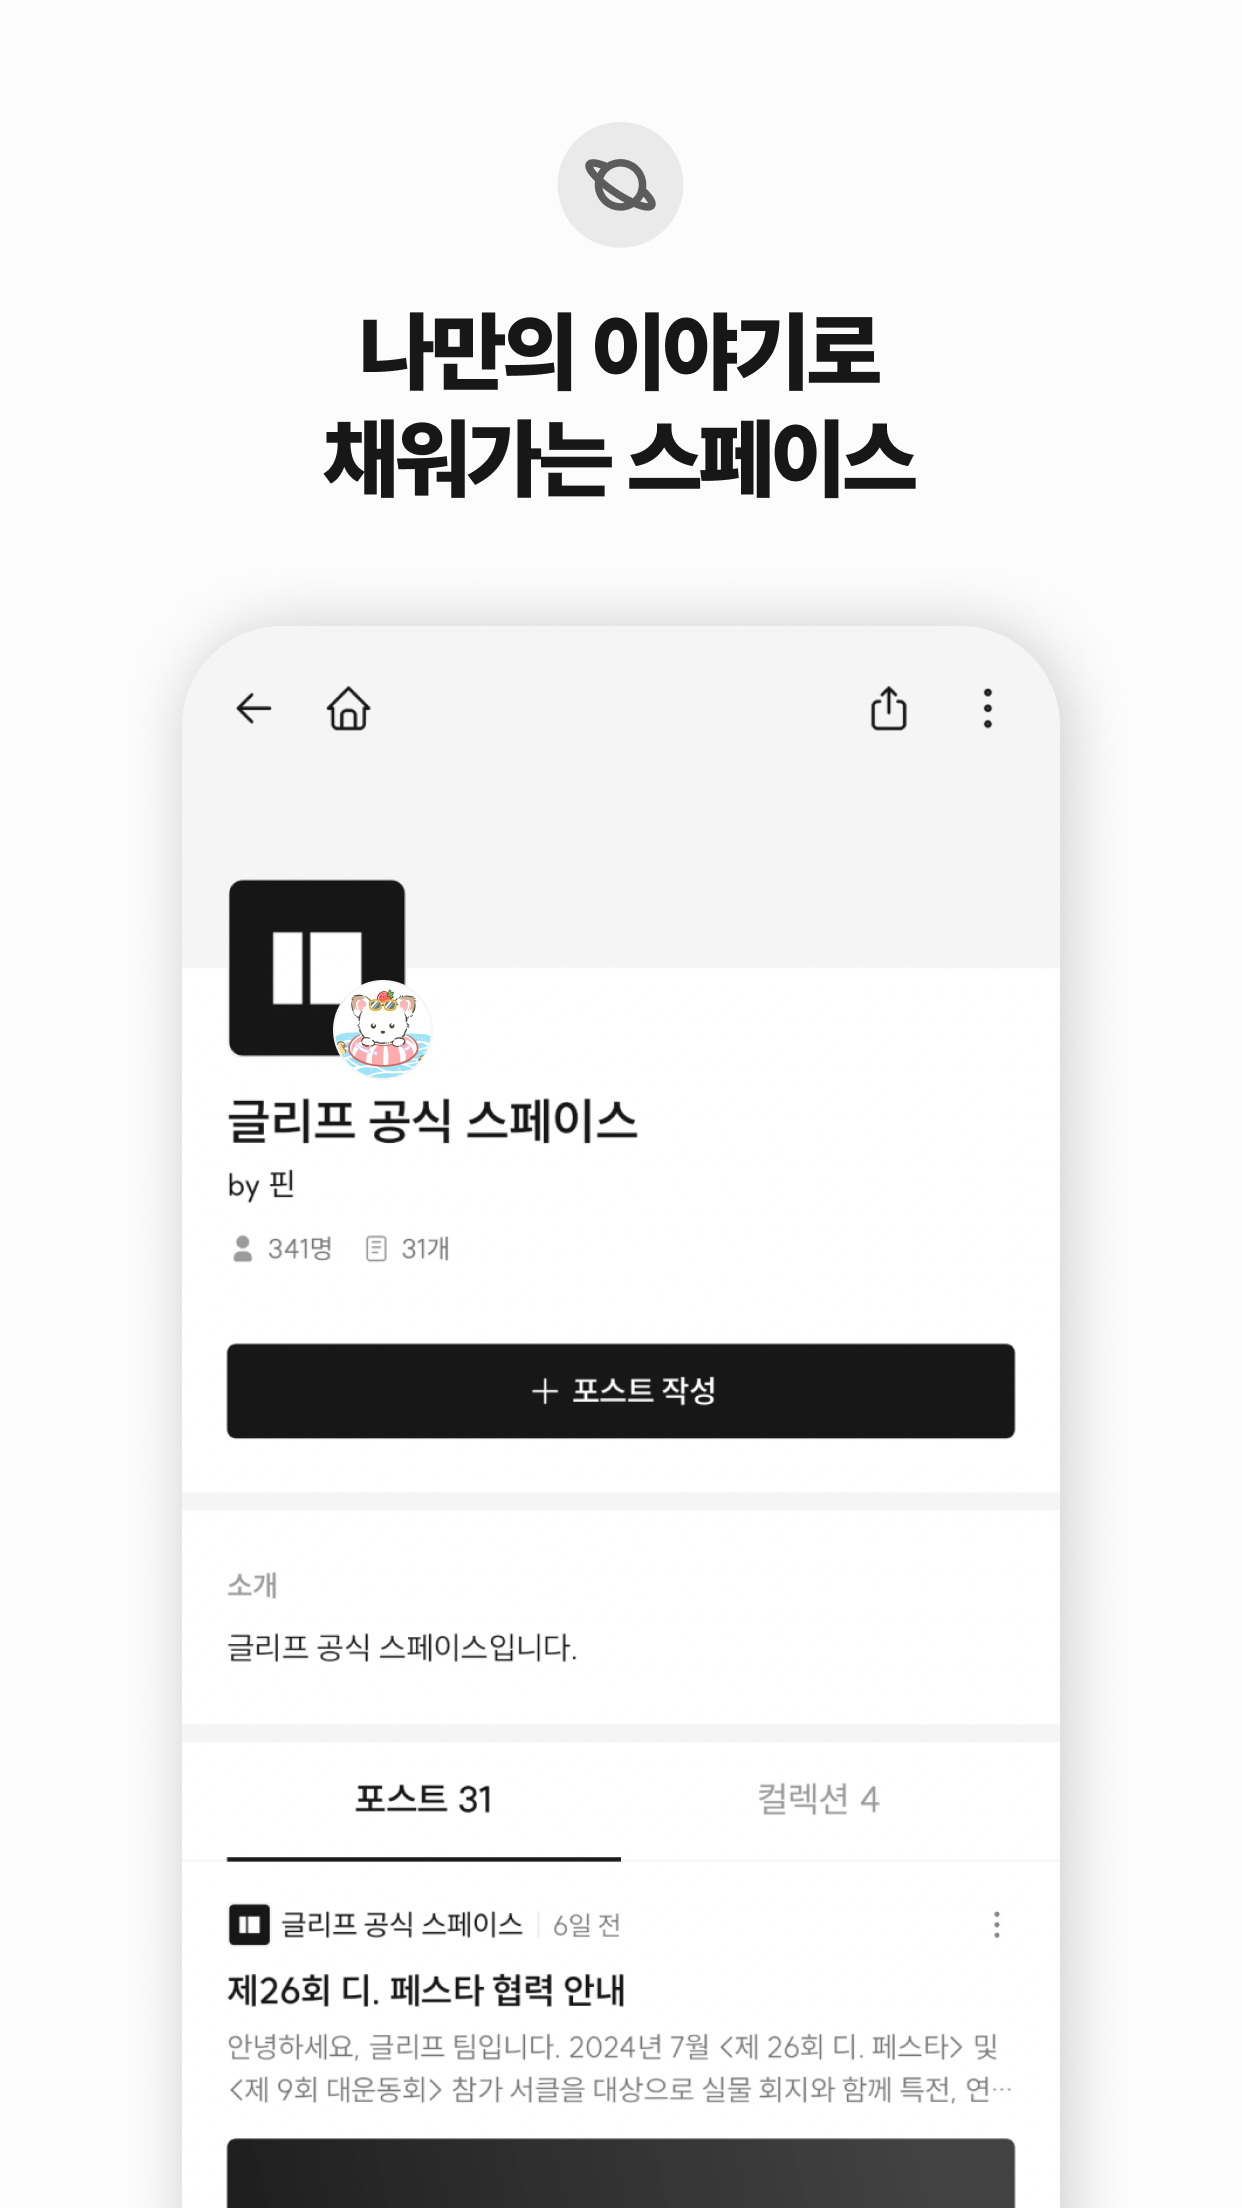 나만의 이야기로
채워가는 스페이스
글리프 공식 스페이스
by 핀
341명 31개
+ 포스트 작성
소개
글리프 공식 스페이스입니다.
포스트 31 컬렉션 4
글리프 공식 스페이스 | 6일 전
제26회 디. 페스타 협력 안내
안녕하세요, 글리프 팀입니다. 2024년 7월 <제 26회 디. 페스타> 및
<제 9회 대운동회> 참가 서클을 대상으로 실물 회지와 함께 특전, 연…